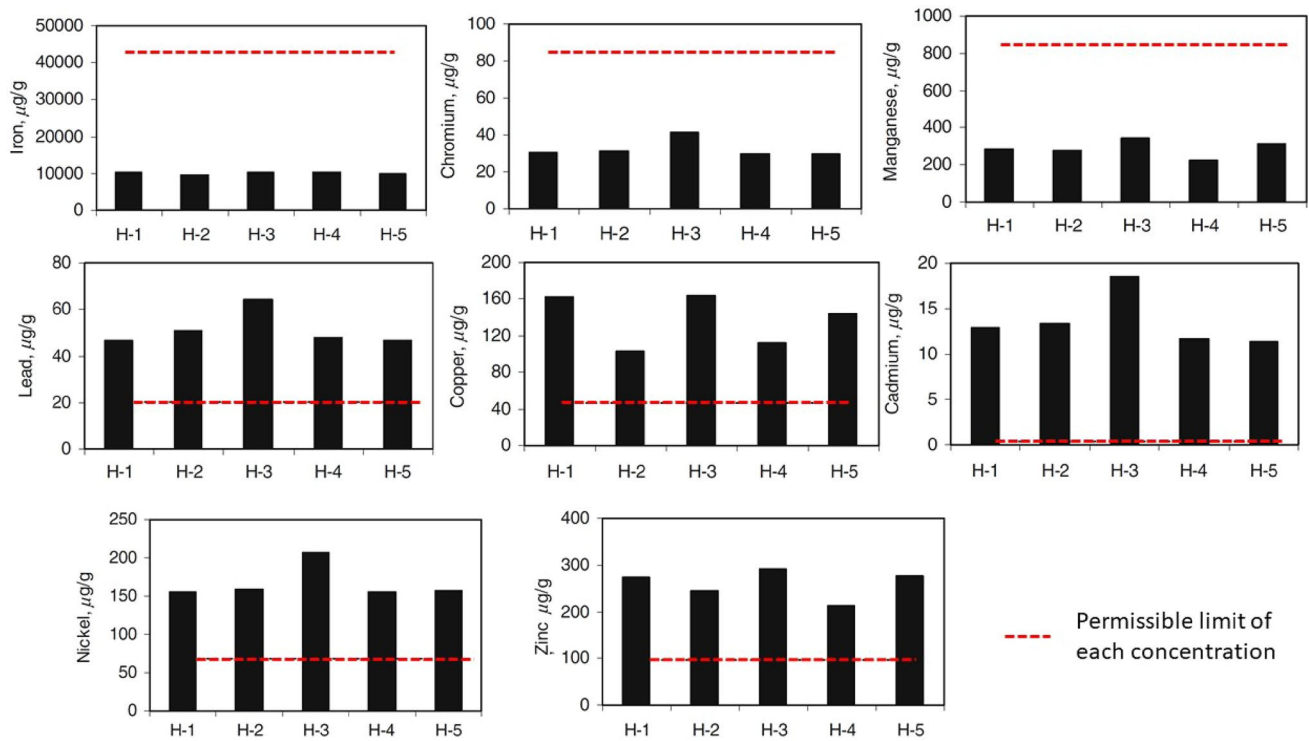 Iron, µg/g
50000
40000
30000
20000
10000
0
H-1 H-2 H-3 H-4 H-5
Chromium, µg/g
100
80
60
40
20
0
H-1 H-2 H-3 H-4 H-5
Manganese, µg/g
1000
800
600
400
200
0
H-1 H-2 H-3 H-4 H-5
Lead, µg/g
80
60
40
20
0
H-1 H-2 H-3 H-4 H-5
Copper, µg/g
200
160
120
80
40
0
H-1 H-2 H-3 H-4 H-5
Cadmium, µg/g
20
15
10
5
0
H-1 H-2 H-3 H-4 H-5
Nickel, µg/g
250
200
150
100
50
0
H-1 H-2 H-3 H-4 H-5
Zinc µg/g
400
300
200
100
0
H-1 H-2 H-3 H-4 H-5
Permissible limit of
each concentration